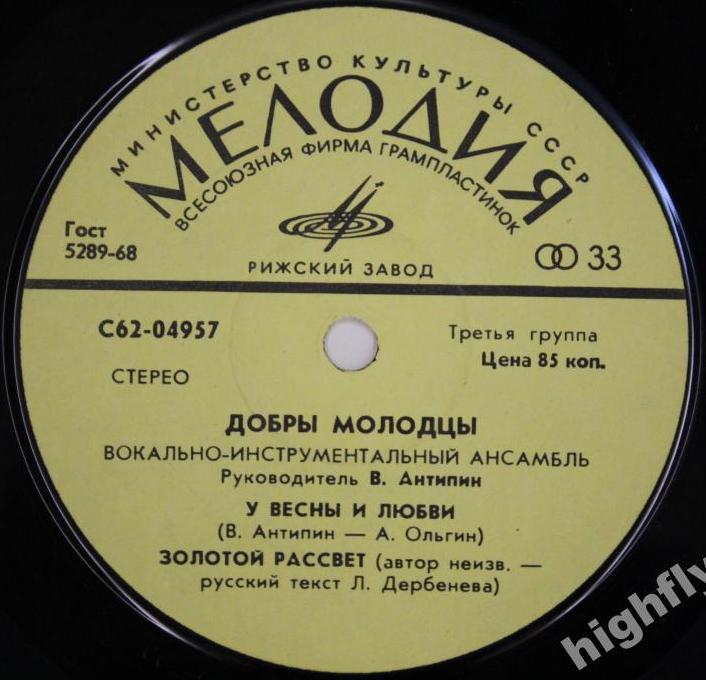 МИНИСТЕРСТВО КУЛЬТУРЫ СССР
МЕЛОДИЯ
ВСЕСОЮЗНАЯ ФИРМА ГРАМПЛАСТИНОК
Гост
5289-68
33
РИЖСКИЙ ЗАВОД
С62-04957
Третья группа
Цена 85 коп.
СТЕРЕО
ДОБРЫ МОЛОДЦЫ
ВОКАЛЬНО-ИНСТРУМЕНТАЛЬНЫЙ АНСАМБЛЬ
Руководитель В. Антипин
У ВЕСНЫ И ЛЮБВИ
(В. Антипин — А. Ольгин)
ЗОЛОТОЙ РАССВЕТ (автор неизв. —
русский текст Л. Дербенева)
highfly